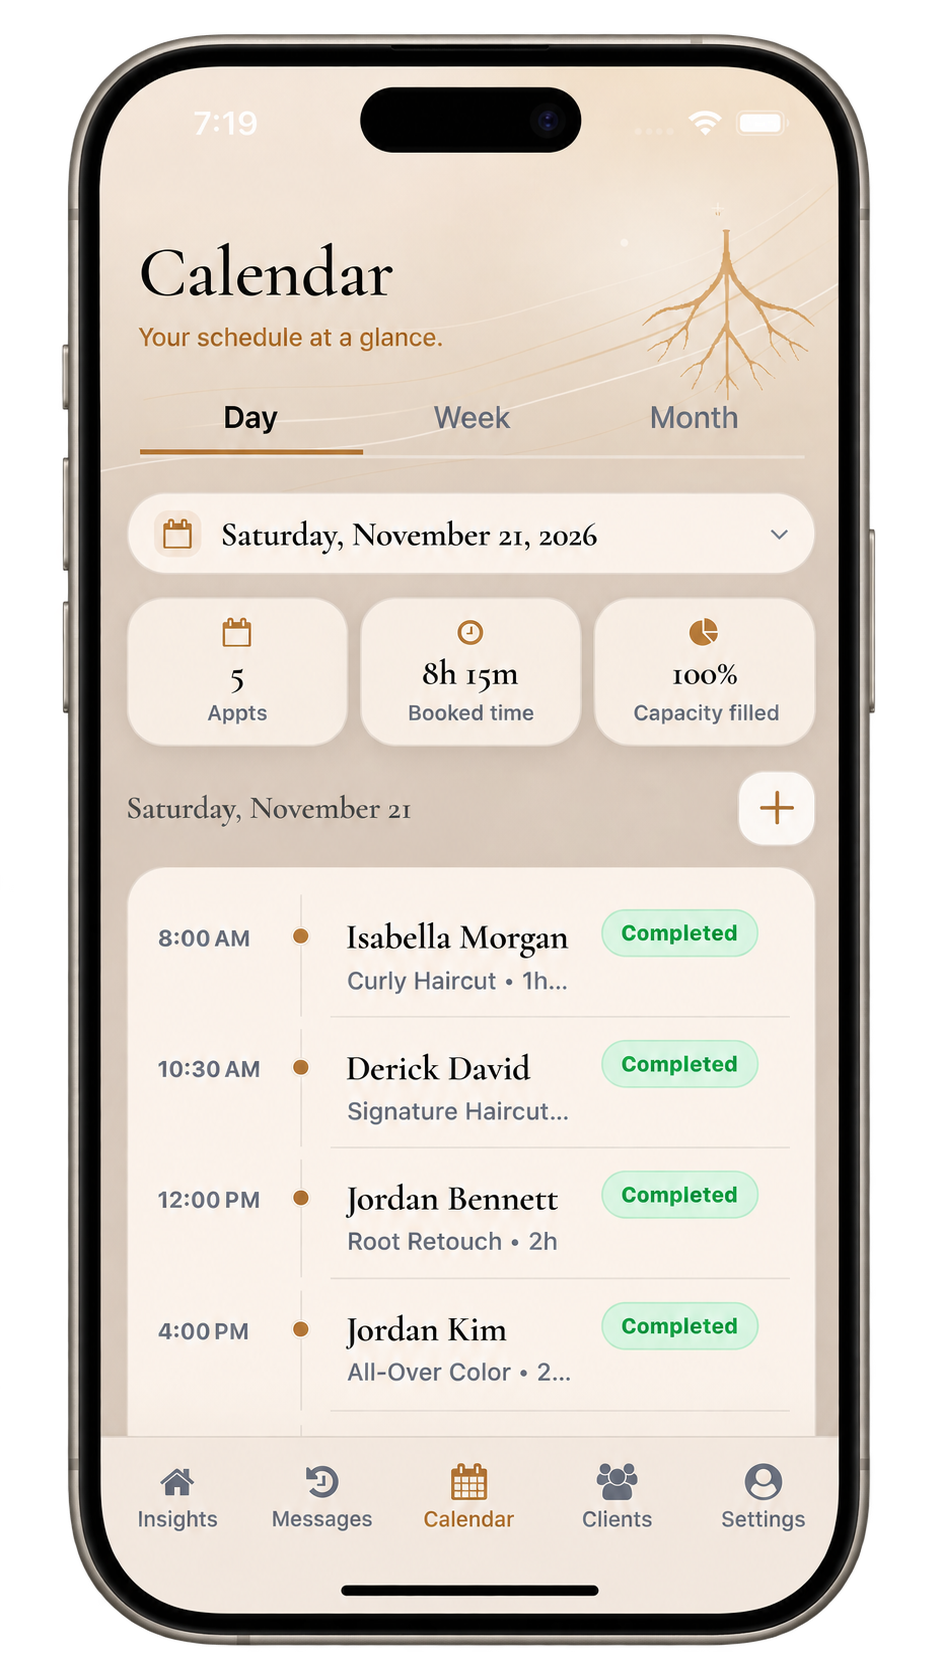 7:19
Calendar
Your schedule at a glance.
Day Week Month
Saturday, November 21, 2026
5 8h 15m 100%
Appts Booked time Capacity filled
Saturday, November 21
8:00 AM Isabella Morgan Completed
Curly Haircut • 1h...
10:30 AM Derick David Completed
Signature Haircut...
12:00 PM Jordan Bennett Completed
Root Retouch • 2h
4:00 PM Jordan Kim Completed
All-Over Color • 2...
Insights Messages Calendar Clients Settings